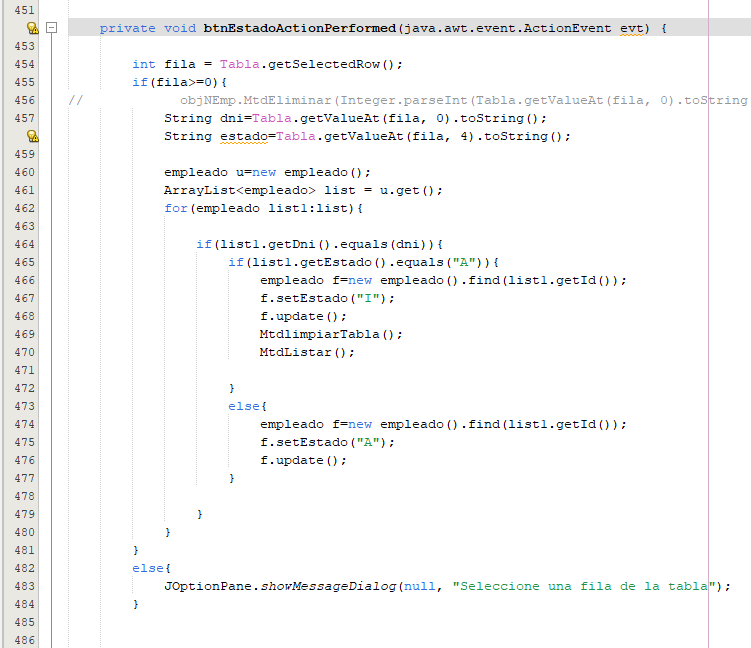 451
private void btnEstadoActionPerformed(java.awt.event.ActionEvent evt) {
453
454 int fila = Tabla.getSelectedRow();
455 if(fila>=0){
456 // objNEmp.MtdEliminar(Integer.parseInt(Tabla.getValueAt(fila, 0).toString
457 String dni=Tabla.getValueAt(fila, 0).toString();
String estado=Tabla.getValueAt(fila, 4).toString();
459
460 empleado u=new empleado();
461 ArrayList<empleado> list = u.get();
462 for(empleado list1:list){
463
464 if(list1.getDni().equals(dni)){
465 if(list1.getEstado().equals("A")){
466 empleado f=new empleado().find(list1.getId());
467 f.setEstado("I");
468 f.update();
469 MtdlimpiarTabla();
470 MtdListar();
471
472 }
473 else{
474 empleado f=new empleado().find(list1.getId());
475 f.setEstado("A");
476 f.update();
477 }
478
479 }
480 }
481 }
482 else{
483 JOptionPane.showMessageDialog(null, "Seleccione una fila de la tabla");
484 }
485
486